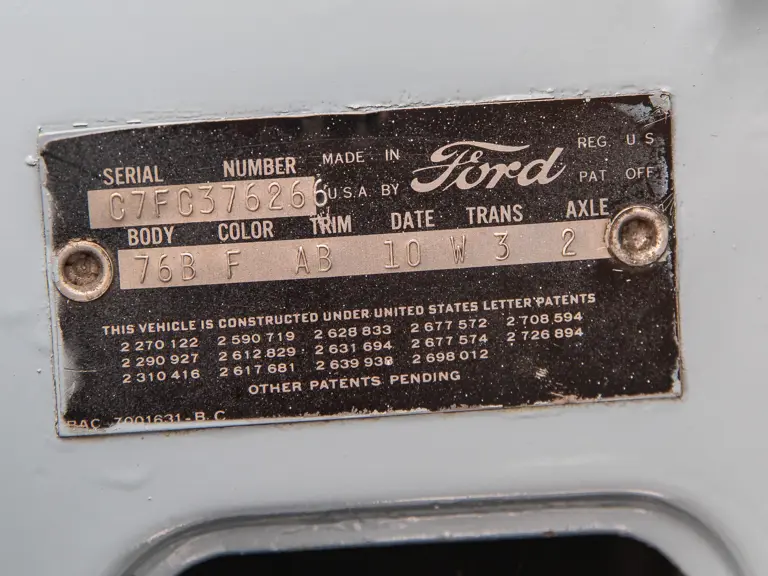 SERIAL NUMBER MADE IN Ford REG. U S
C7FG376266 U.S.A. BY PAT OFF.
BODY COLOR TRIM DATE TRANS AXLE
76B F AB 10 W 3 2
THIS VEHICLE IS CONSTRUCTED UNDER UNITED STATES LETTER PATENTS
2 270 122 2 590 719 2 628 833 2 677 572 2 708 594
2 290 927 2 612 829 2 631 694 2 677 574 2 726 894
2 310 416 2 617 681 2 639 938 2 698 012
OTHER PATENTS PENDING
BAC 7001631-B.C